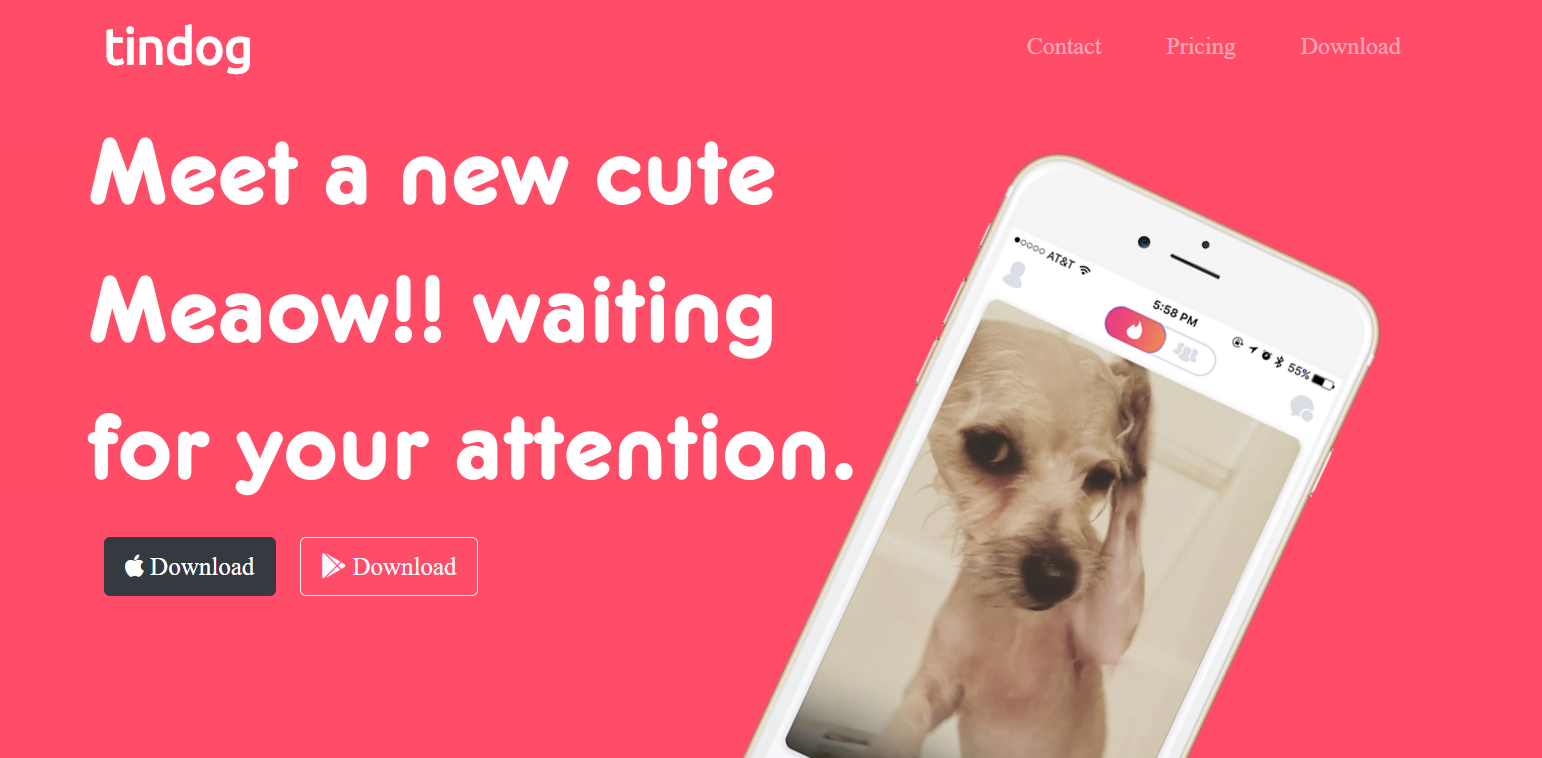 tindog
Contact Pricing Download
Meet a new cute
Meaow!! waiting
for your attention.
Download Download
AT&T
5:58 PM
55%